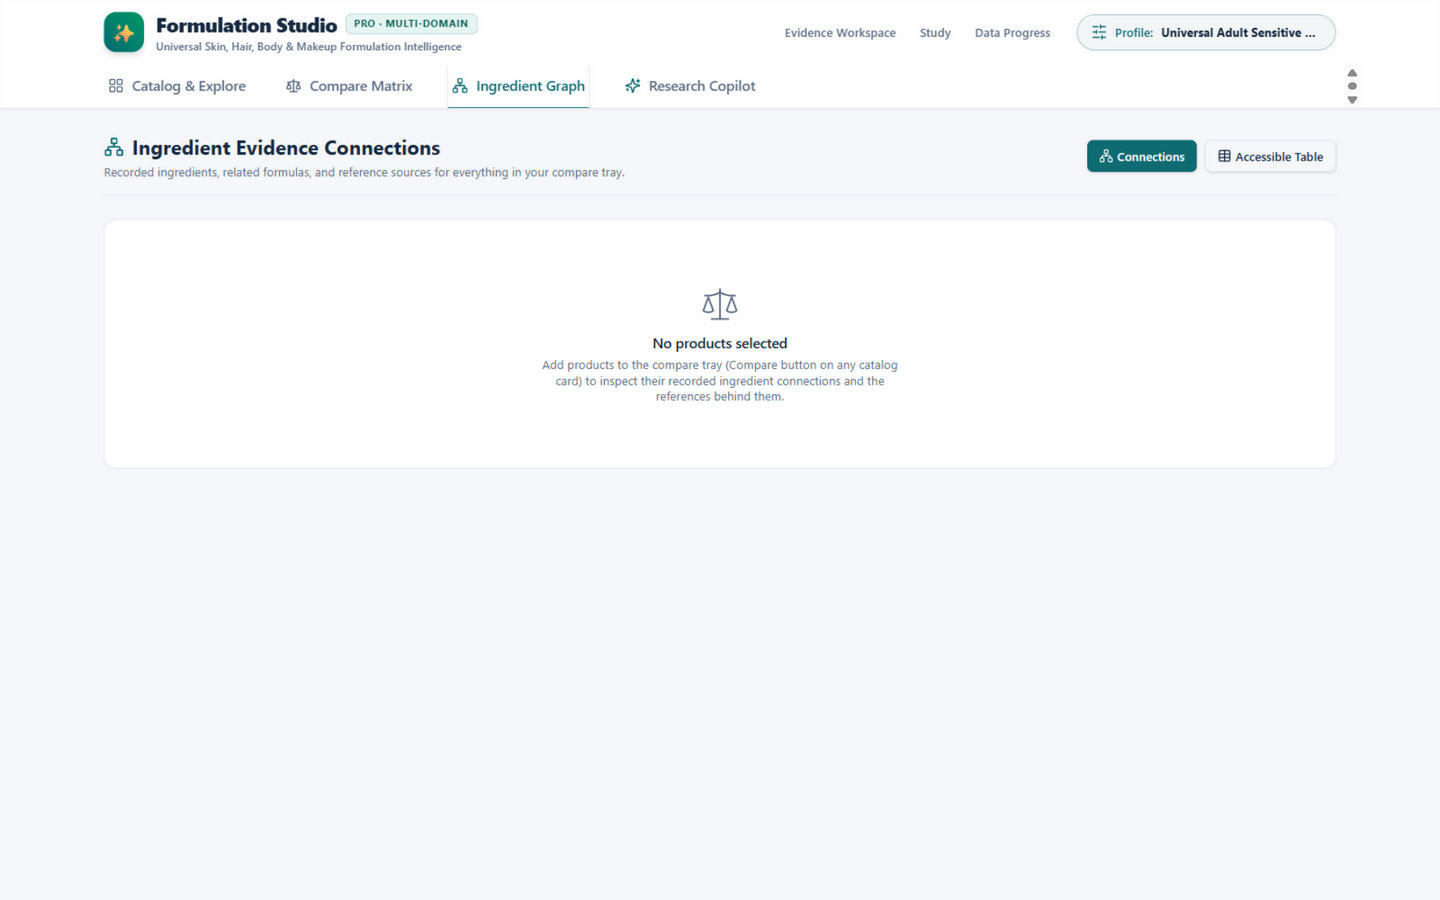 Formulation Studio
PRO · MULTI-DOMAIN
Universal Skin, Hair, Body & Makeup Formulation Intelligence
Evidence Workspace
Study
Data Progress
Profile: Universal Adult Sensitive ...
Catalog & Explore
Compare Matrix
Ingredient Graph
Research Copilot
Ingredient Evidence Connections
Recorded ingredients, related formulas, and reference sources for everything in your compare tray.
Connections
Accessible Table
No products selected
Add products to the compare tray (Compare button on any catalog
card) to inspect their recorded ingredient connections and the
references behind them.